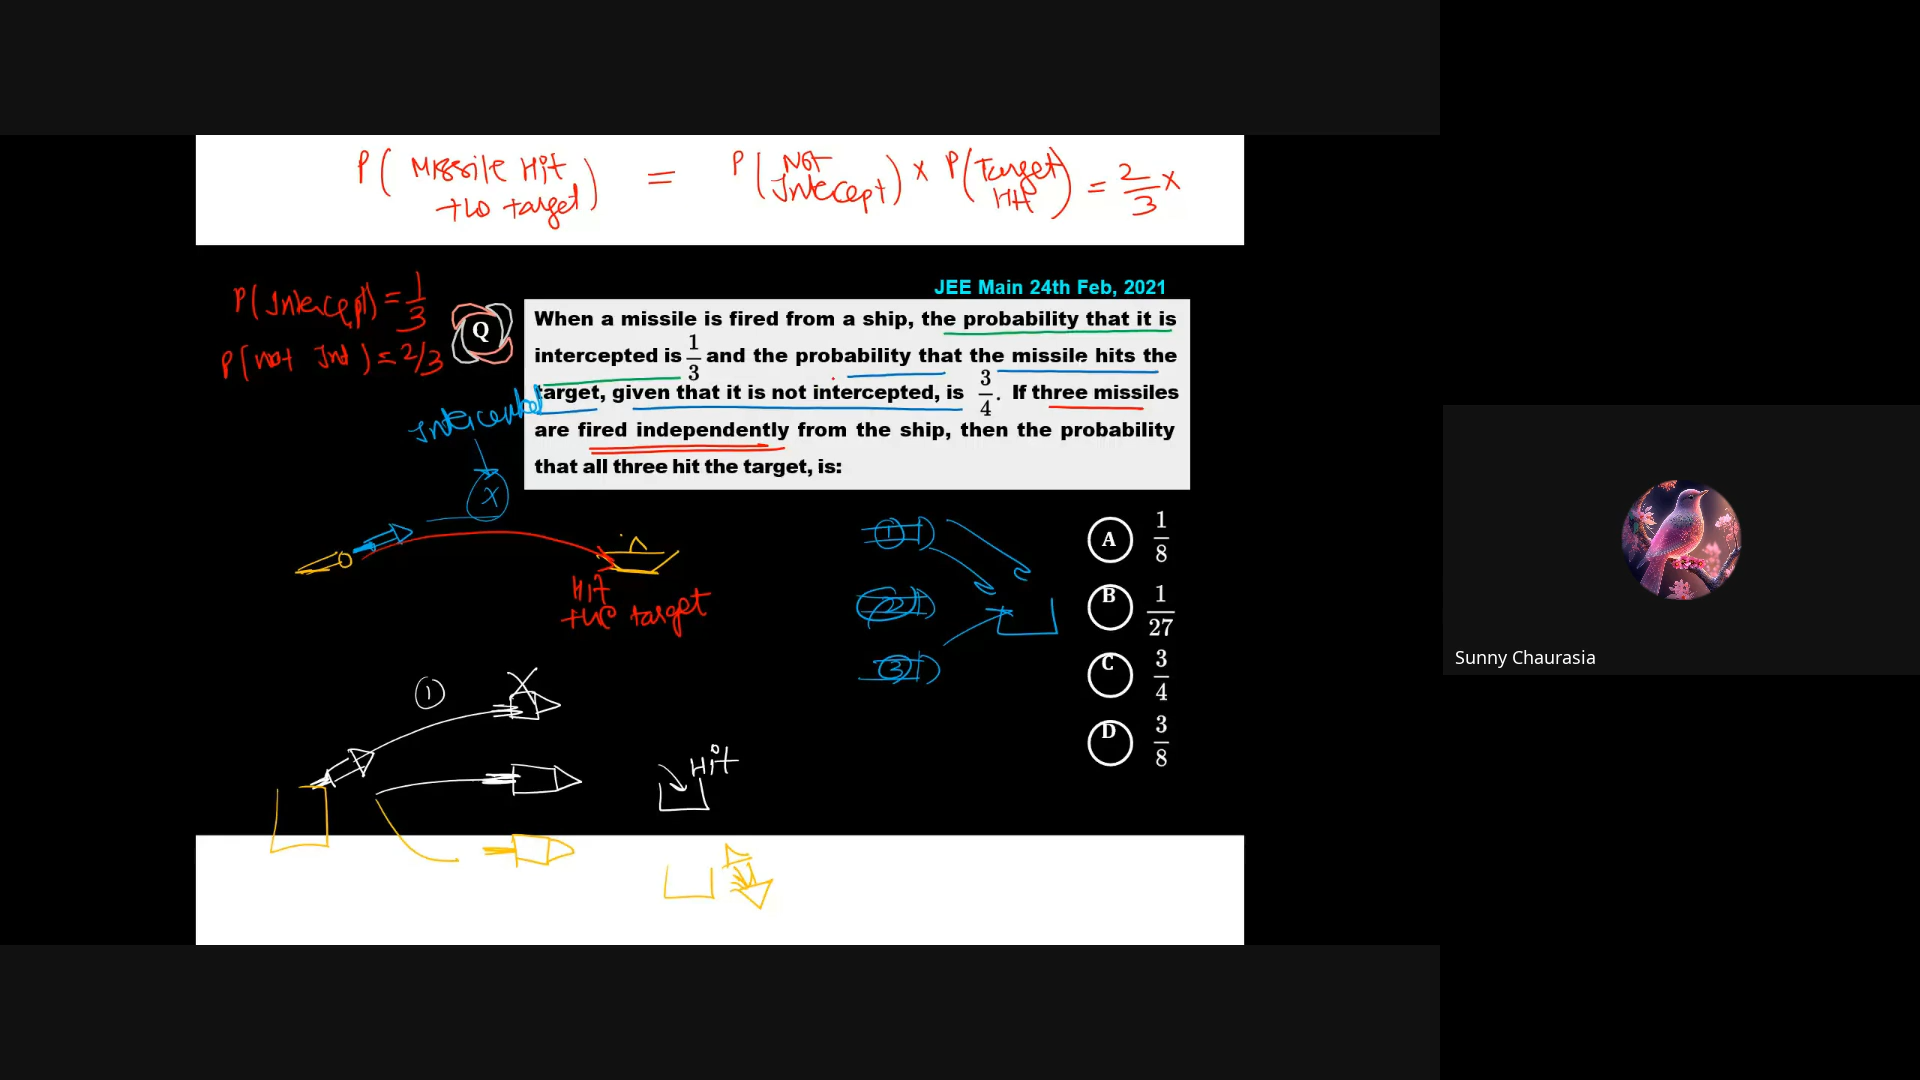 P( Missile Hit the target) = P( Not Intercept) x P(Target Hit) = 2/3 x
P(Intercept) = 1/3
P(not Int) = 2/3
JEE Main 24th Feb, 2021
Q
When a missile is fired from a ship, the probability that it is
intercepted is 1/3 and the probability that the missile hits the
target, given that it is not intercepted, is 3/4. If three missiles
are fired independently from the ship, then the probability
that all three hit the target, is:
X
Hit
the target
1
2
3
A 1/8
B 1/27
C 3/4
D 3/8
Sunny Chaurasia
1
X
Hit